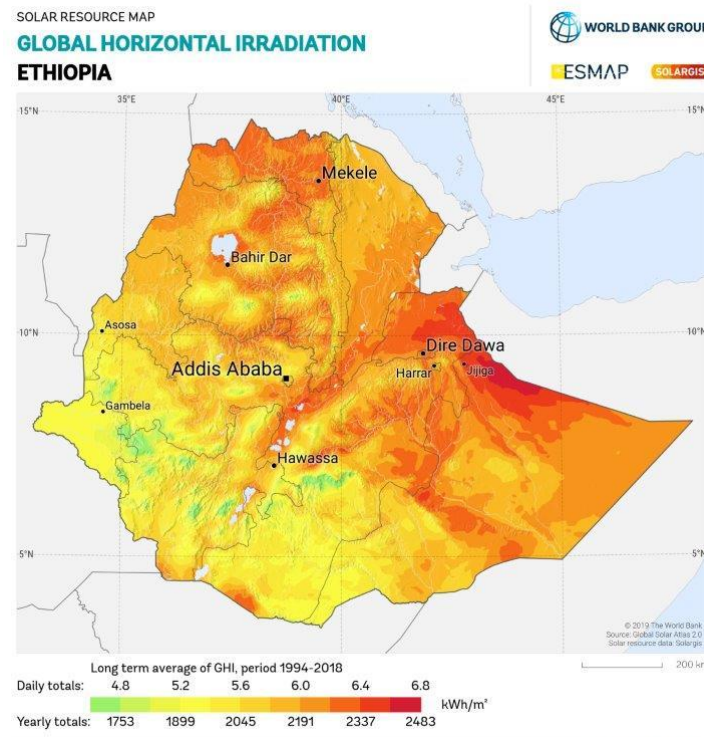 SOLAR RESOURCE MAP
GLOBAL HORIZONTAL IRRADIATION
ETHIOPIA
WORLD BANK GROUP
ESMAP
SOLARGIS
35°E
40°E
45°E
15°N
15°N
Mekele
Bahir Dar
Asosa
10°N
10°N
Dire Dawa
Addis Ababa
Harrar
Jijiga
Gambela
Hawassa
5°N
5°N
© 2019 The World Bank
Source: Global Solar Atlas 2.0
Solar resource data: Solargis
200 km
Long term average of GHI, period 1994-2018
Daily totals: 4.8 5.2 5.6 6.0 6.4 6.8
kWh/m²
Yearly totals: 1753 1899 2045 2191 2337 2483